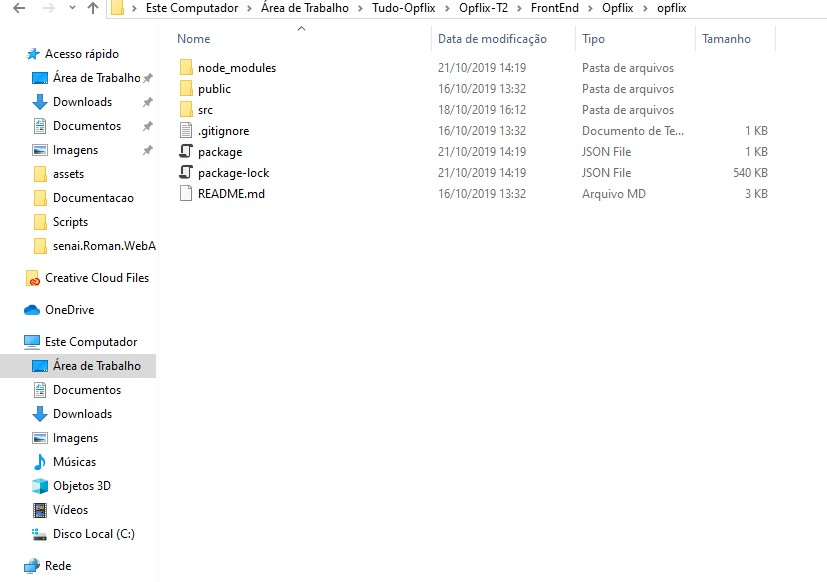 Este Computador > Área de Trabalho > Tudo-Opflix > Opflix-T2 > FrontEnd > Opflix > opflix
Nome Data de modificação Tipo Tamanho
Acesso rápido
Área de Trabalho
Downloads
Documentos
Imagens
assets
Documentacao
Scripts
senai.Roman.WebA
Creative Cloud Files
OneDrive
Este Computador
Área de Trabalho
Documentos
Downloads
Imagens
Músicas
Objetos 3D
Vídeos
Disco Local (C:)
Rede
node_modules 21/10/2019 14:19 Pasta de arquivos
public 16/10/2019 13:32 Pasta de arquivos
src 18/10/2019 16:12 Pasta de arquivos
.gitignore 16/10/2019 13:32 Documento de Te... 1 KB
package 21/10/2019 14:19 JSON File 1 KB
package-lock 21/10/2019 14:19 JSON File 540 KB
README.md 16/10/2019 13:32 Arquivo MD 3 KB